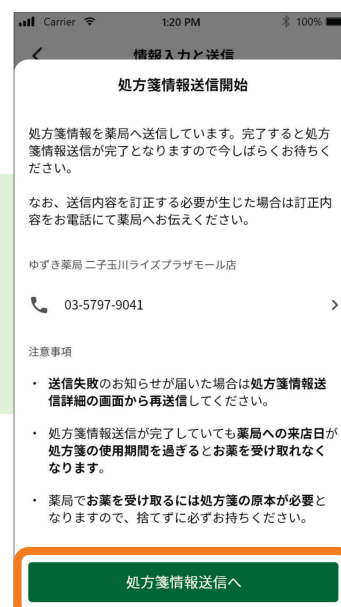 Carrier 1:20 PM 100%
情報入力と送信
処方箋情報送信開始
処方箋情報を薬局へ送信しています。完了すると処方
箋情報送信が完了となりますので今しばらくお待ちく
ださい。
なお、送信内容を訂正する必要が生じた場合は訂正内
容をお電話にて薬局へお伝えください。
ゆずき薬局 二子玉川ライズプラザモール店
03-5797-9041
注意事項
・ 送信失敗のお知らせが届いた場合は処方箋情報送
信詳細の画面から再送信してください。
・ 処方箋情報送信が完了していても薬局への来店日が
処方箋の使用期間を過ぎるとお薬を受け取れなく
なります。
・ 薬局でお薬を受け取るには処方箋の原本が必要と
なりますので、捨てずに必ずお持ちください。
処方箋情報送信へ